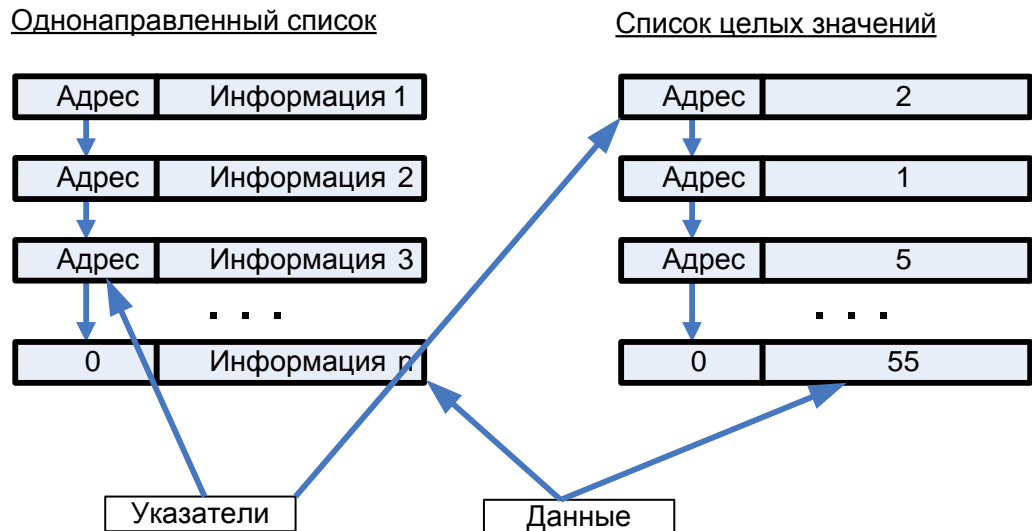 Однонаправленный список
Адрес Информация 1
Адрес Информация 2
Адрес Информация 3
. . .
0 Информация n
Список целых значений
Адрес 2
Адрес 1
Адрес 5
. . .
0 55
Указатели
Данные